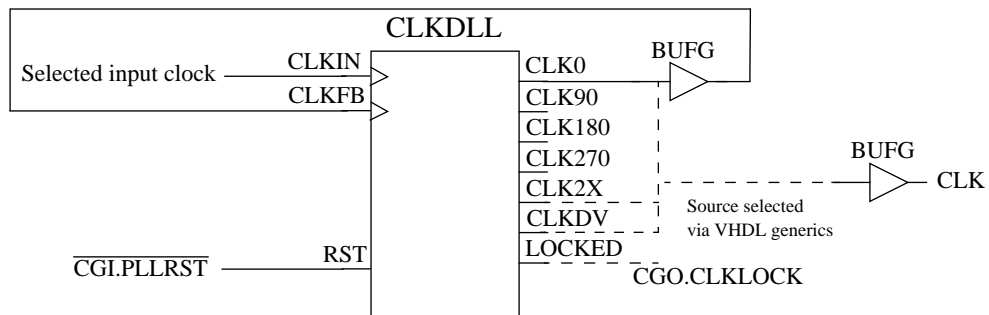 CLKDLL
BUFG
Selected input clock
CLKIN
CLKFB
CLK0
CLK90
CLK180
CLK270
CLK2X
CLKDV
LOCKED
BUFG
CLK
Source selected
via VHDL generics
CGI.PLLRST
RST
CGO.CLKLOCK